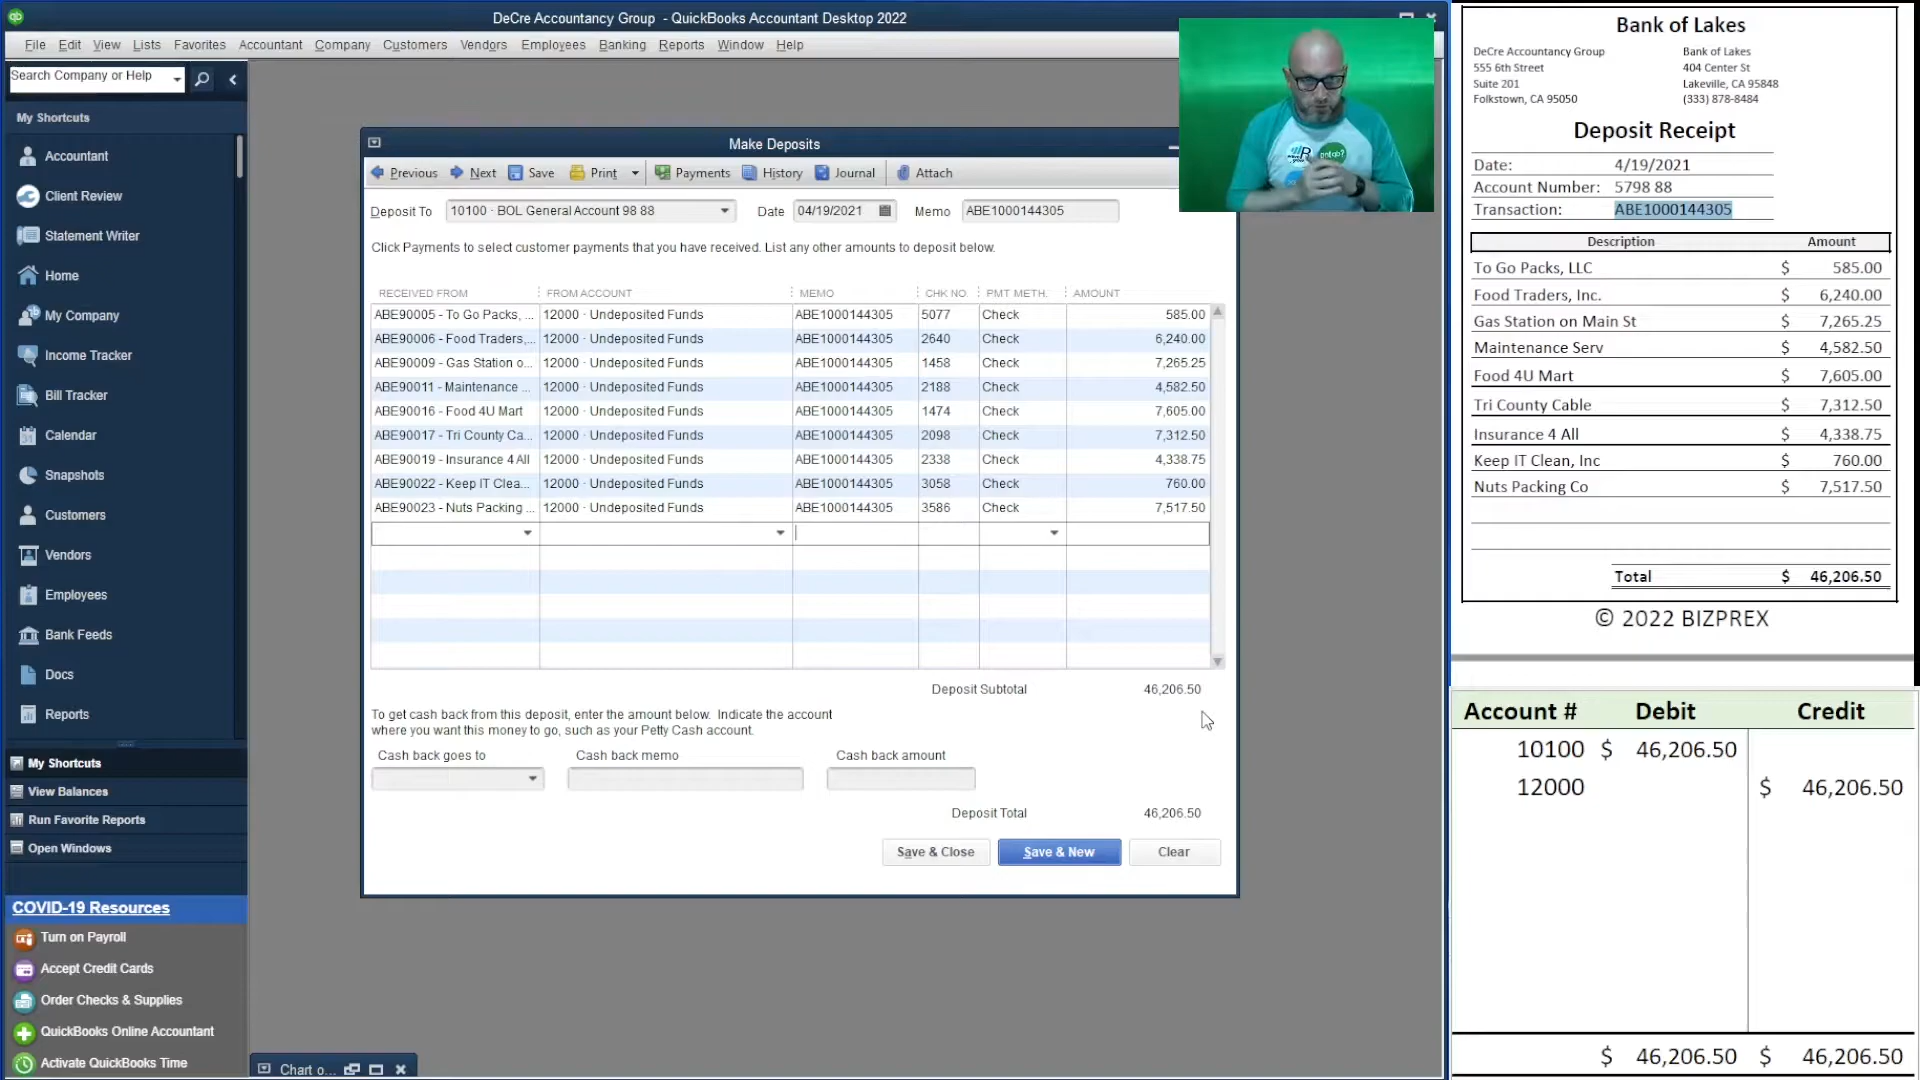 DeCre Accountancy Group - QuickBooks Accountant Desktop 2022
File Edit View Lists Favorites Accountant Company Customers Vendors Employees Banking Reports Window Help
Search Company or Help
My Shortcuts
Accountant
Client Review
Statement Writer
Home
My Company
Income Tracker
Bill Tracker
Calendar
Snapshots
Customers
Vendors
Employees
Bank Feeds
Docs
Reports
My Shortcuts
View Balances
Run Favorite Reports
Open Windows
COVID-19 Resources
Turn on Payroll
Accept Credit Cards
Order Checks & Supplies
QuickBooks Online Accountant
Activate QuickBooks Time
Make Deposits
Previous Next Save Print Payments History Journal Attach
Deposit To 10100 · BOL General Account 98 88 Date 04/19/2021 Memo ABE1000144305
Click Payments to select customer payments that you have received. List any other amounts to deposit below.
RECEIVED FROM FROM ACCOUNT MEMO CHK NO. PMT METH. AMOUNT
ABE90005 - To Go Packs, ... 12000 · Undeposited Funds ABE1000144305 5077 Check 585.00
ABE90006 - Food Traders,... 12000 · Undeposited Funds ABE1000144305 2640 Check 6,240.00
ABE90009 - Gas Station o... 12000 · Undeposited Funds ABE1000144305 1458 Check 7,265.25
ABE90011 - Maintenance ... 12000 · Undeposited Funds ABE1000144305 2188 Check 4,582.50
ABE90016 - Food 4U Mart 12000 · Undeposited Funds ABE1000144305 1474 Check 7,605.00
ABE90017 - Tri County Ca... 12000 · Undeposited Funds ABE1000144305 2098 Check 7,312.50
ABE90019 - Insurance 4 All 12000 · Undeposited Funds ABE1000144305 2338 Check 4,338.75
ABE90022 - Keep IT Clea... 12000 · Undeposited Funds ABE1000144305 3058 Check 760.00
ABE90023 - Nuts Packing ... 12000 · Undeposited Funds ABE1000144305 3586 Check 7,517.50
Deposit Subtotal 46,206.50
To get cash back from this deposit, enter the amount below. Indicate the account
where you want this money to go, such as your Petty Cash account.
Cash back goes to Cash back memo Cash back amount
Deposit Total 46,206.50
Save & Close Save & New Clear
Chart o...
Bank of Lakes
DeCre Accountancy Group Bank of Lakes
555 6th Street 404 Center St
Suite 201 Lakeville, CA 95848
Folkstown, CA 95050 (333) 878-8484
Deposit Receipt
Date: 4/19/2021
Account Number: 5798 88
Transaction: ABE1000144305
Description Amount
To Go Packs, LLC $ 585.00
Food Traders, Inc. $ 6,240.00
Gas Station on Main St $ 7,265.25
Maintenance Serv $ 4,582.50
Food 4U Mart $ 7,605.00
Tri County Cable $ 7,312.50
Insurance 4 All $ 4,338.75
Keep IT Clean, Inc $ 760.00
Nuts Packing Co $ 7,517.50
Total $ 46,206.50
© 2022 BIZPREX
Account # Debit Credit
10100 $ 46,206.50
12000 $ 46,206.50
$ 46,206.50 $ 46,206.50